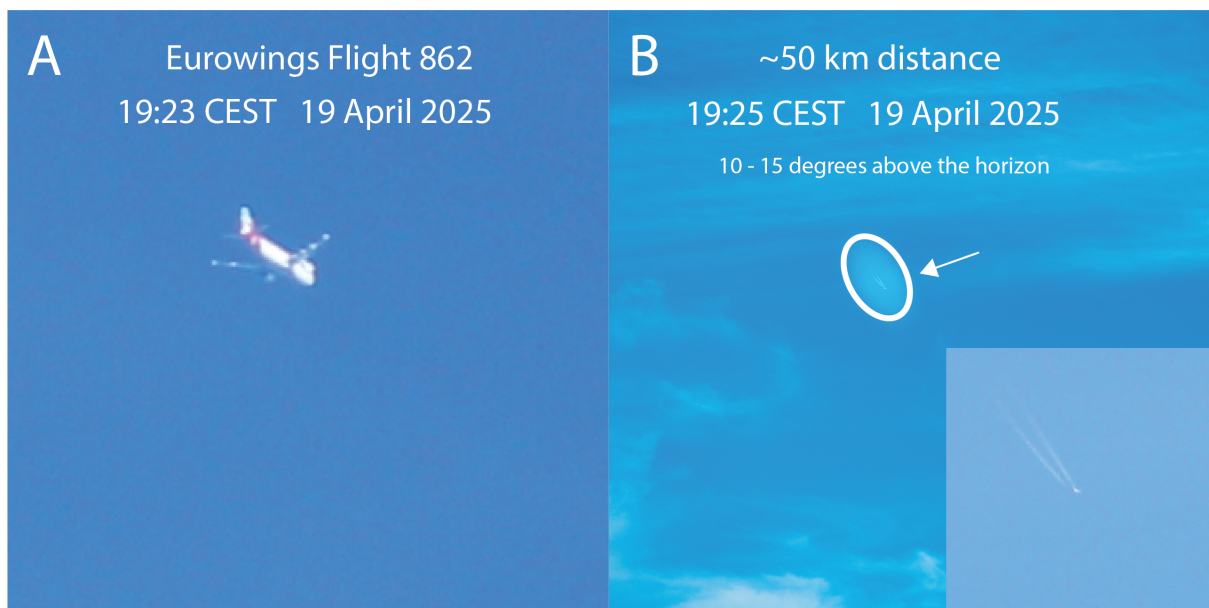 A
Eurowings Flight 862
19:23 CEST 19 April 2025
B
~50 km distance
19:25 CEST 19 April 2025
10 - 15 degrees above the horizon